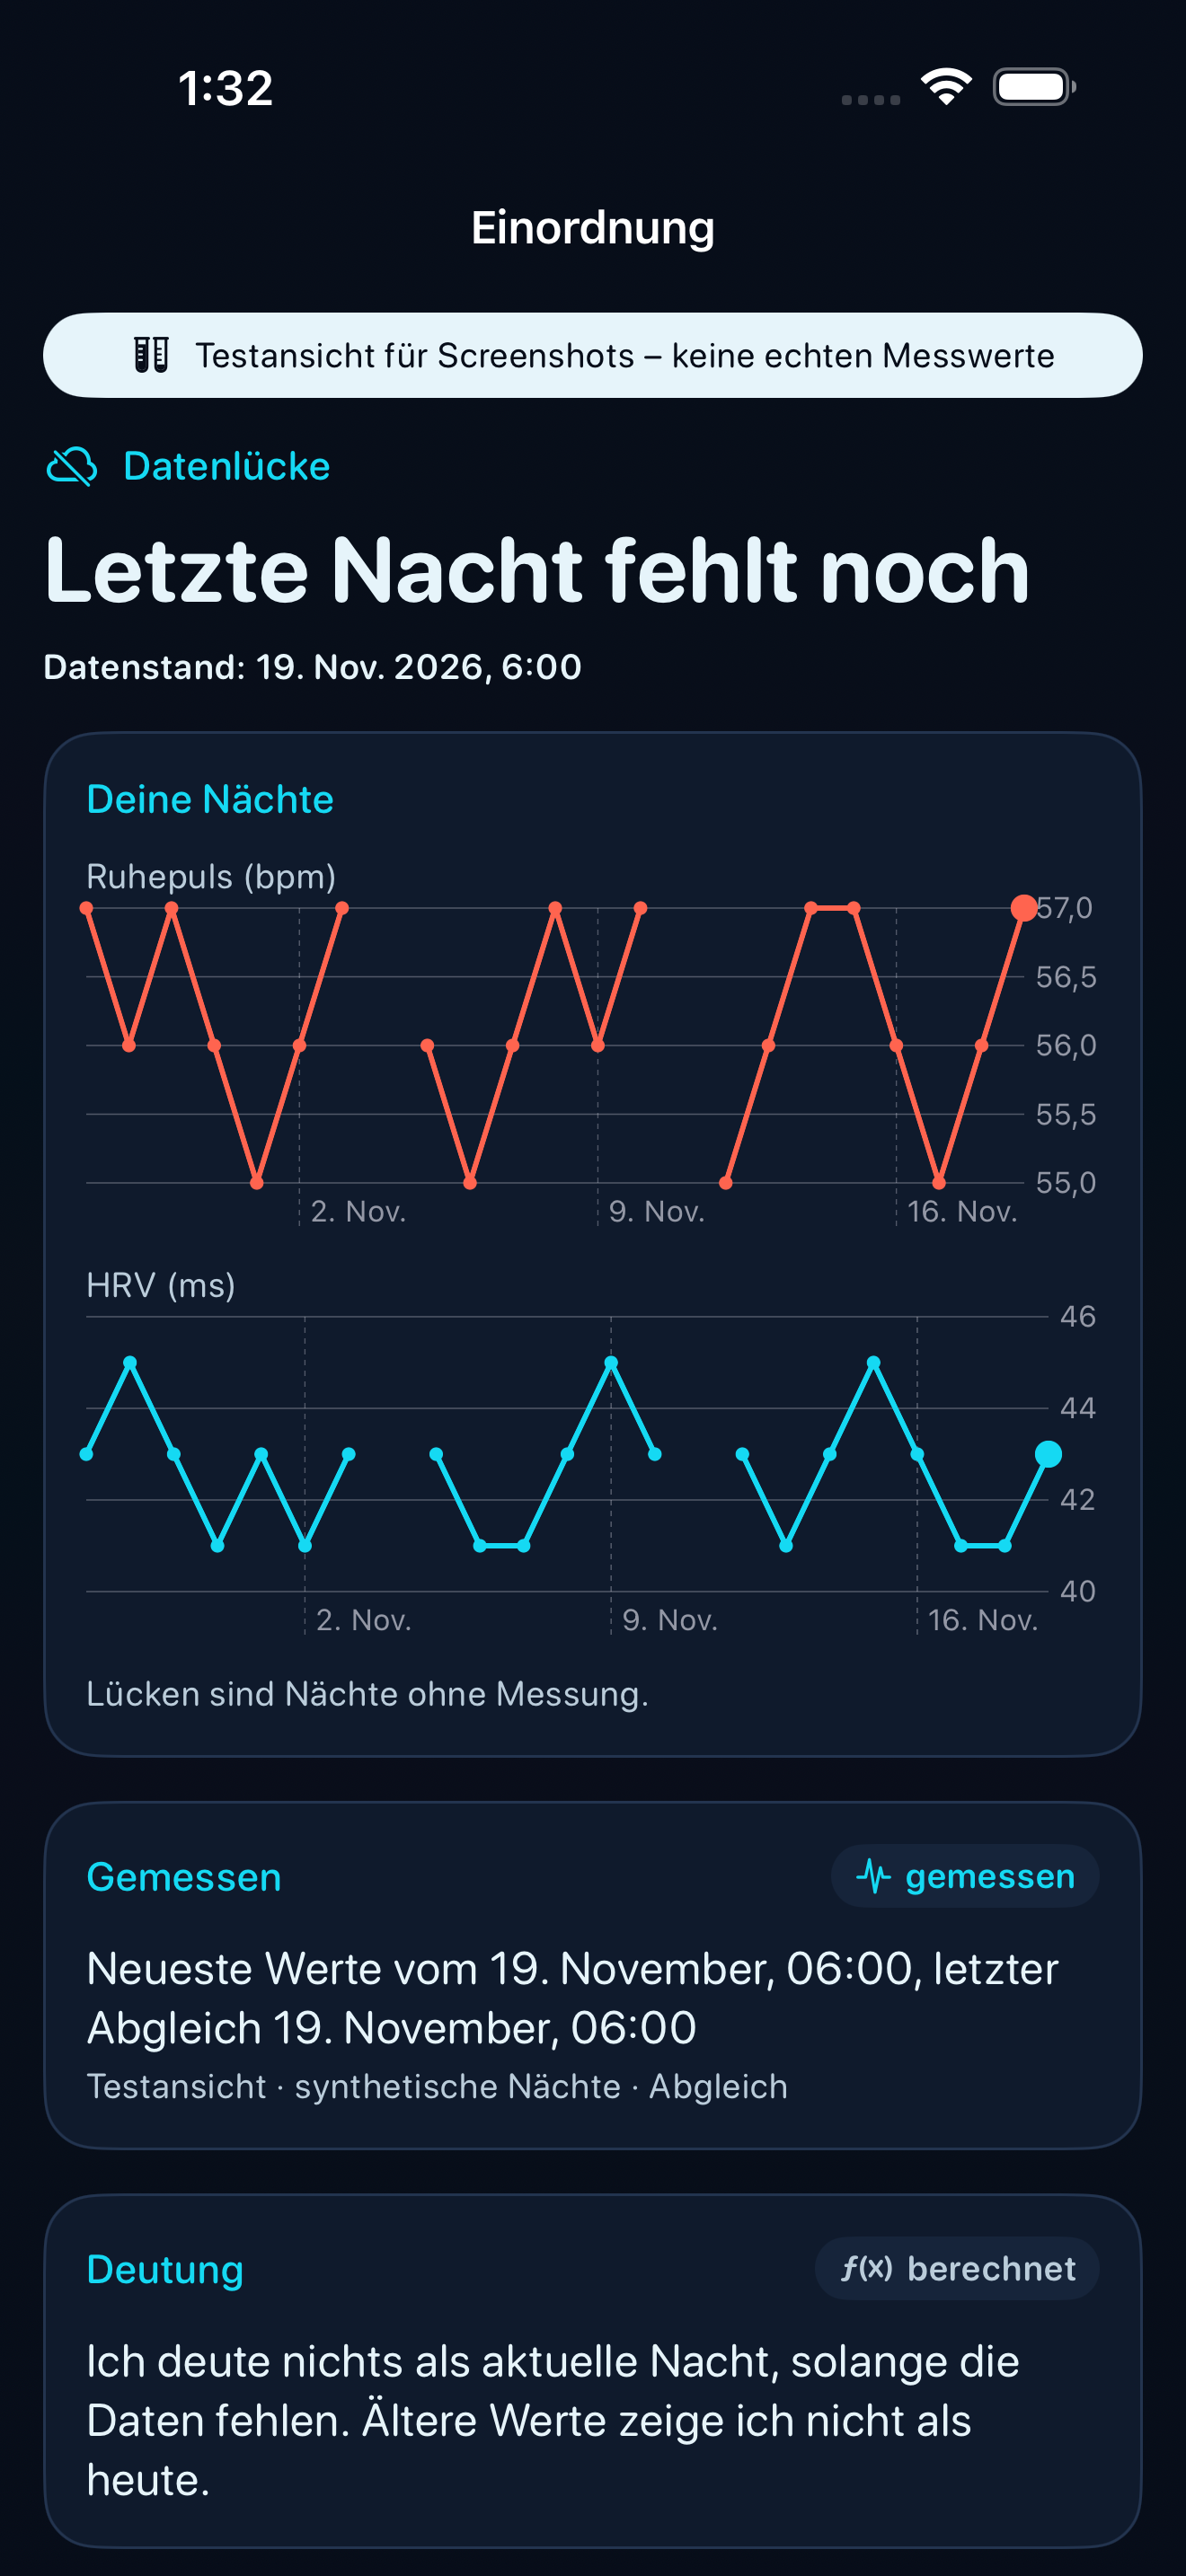 1:32
Einordnung
Testansicht für Screenshots – keine echten Messwerte
Datenlücke
Letzte Nacht fehlt noch
Datenstand: 19. Nov. 2026, 6:00
Deine Nächte
Ruhepuls (bpm)
57,0
56,5
56,0
55,5
55,0
2. Nov.
9. Nov.
16. Nov.
HRV (ms)
46
44
42
40
2. Nov.
9. Nov.
16. Nov.
Lücken sind Nächte ohne Messung.
Gemessen
gemessen
Neueste Werte vom 19. November, 06:00, letzter
Abgleich 19. November, 06:00
Testansicht · synthetische Nächte · Abgleich
Deutung
f(x) berechnet
Ich deute nichts als aktuelle Nacht, solange die
Daten fehlen. Ältere Werte zeige ich nicht als
heute.